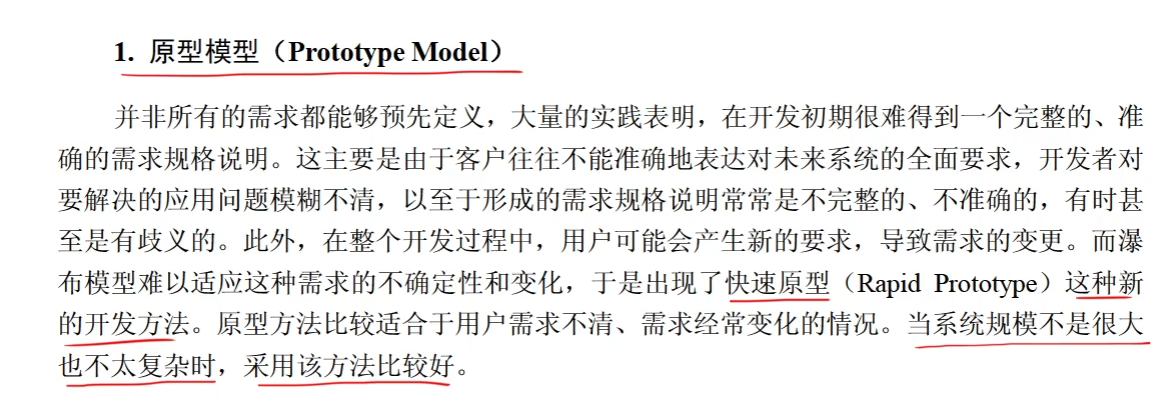 1. 原型模型（Prototype Model）
并非所有的需求都能够预先定义，大量的实践表明，在开发初期很难得到一个完整的、准
确的需求规格说明。这主要是由于客户往往不能准确地表达对未来系统的全面要求，开发者对
要解决的应用问题模糊不清，以至于形成的需求规格说明常常是不完整的、不准确的，有时甚
至是有歧义的。此外，在整个开发过程中，用户可能会产生新的要求，导致需求的变更。而瀑
布模型难以适应这种需求的不确定性和变化，于是出现了快速原型（Rapid Prototype）这种新
的开发方法。原型方法比较适合于用户需求不清、需求经常变化的情况。当系统规模不是很大
也不太复杂时，采用该方法比较好。